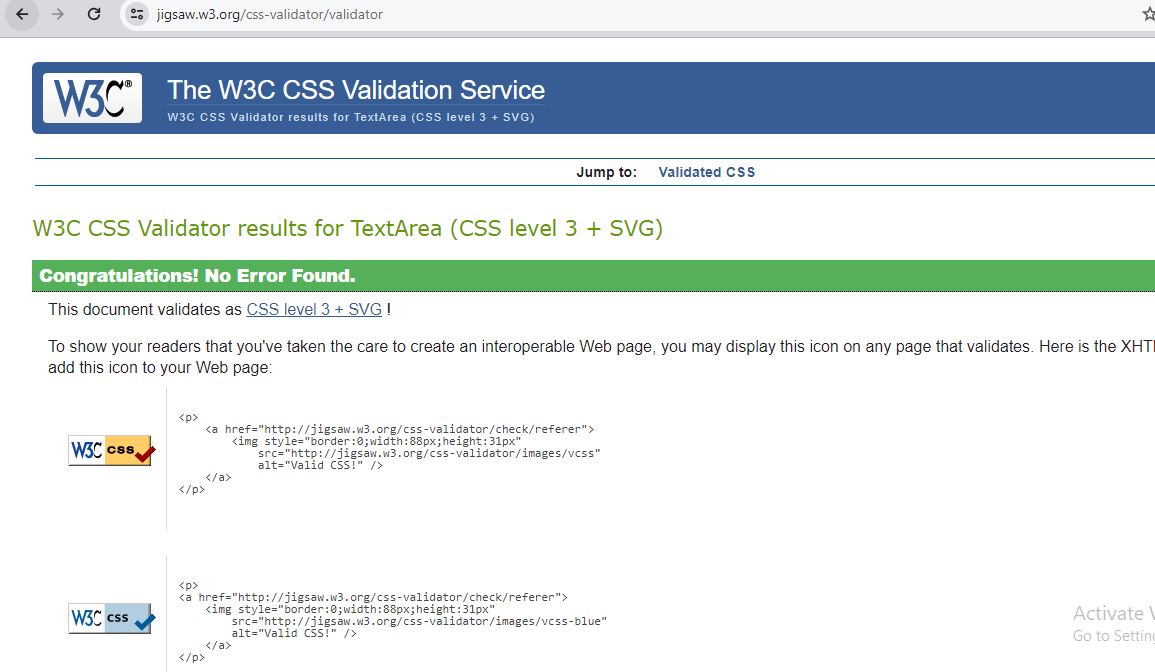 jigsaw.w3.org/css-validator/validator
W3C®
The W3C CSS Validation Service
W3C CSS Validator results for TextArea (CSS level 3 + SVG)
Jump to: Validated CSS
W3C CSS Validator results for TextArea (CSS level 3 + SVG)
Congratulations! No Error Found.
This document validates as CSS level 3 + SVG !
To show your readers that you've taken the care to create an interoperable Web page, you may display this icon on any page that validates. Here is the
add this icon to your Web page:
W3C css
<p>
<a href="http://jigsaw.w3.org/css-validator/check/referer">
<img style="border:0;width:88px;height:31px"
src="http://jigsaw.w3.org/css-validator/images/vcss"
alt="Valid CSS!" />
</a>
</p>
W3C css
<p>
<a href="http://jigsaw.w3.org/css-validator/check/referer">
<img style="border:0;width:88px;height:31px"
src="http://jigsaw.w3.org/css-validator/images/vcss-blue"
alt="Valid CSS!" />
</a>
</p>
Activate
Go to